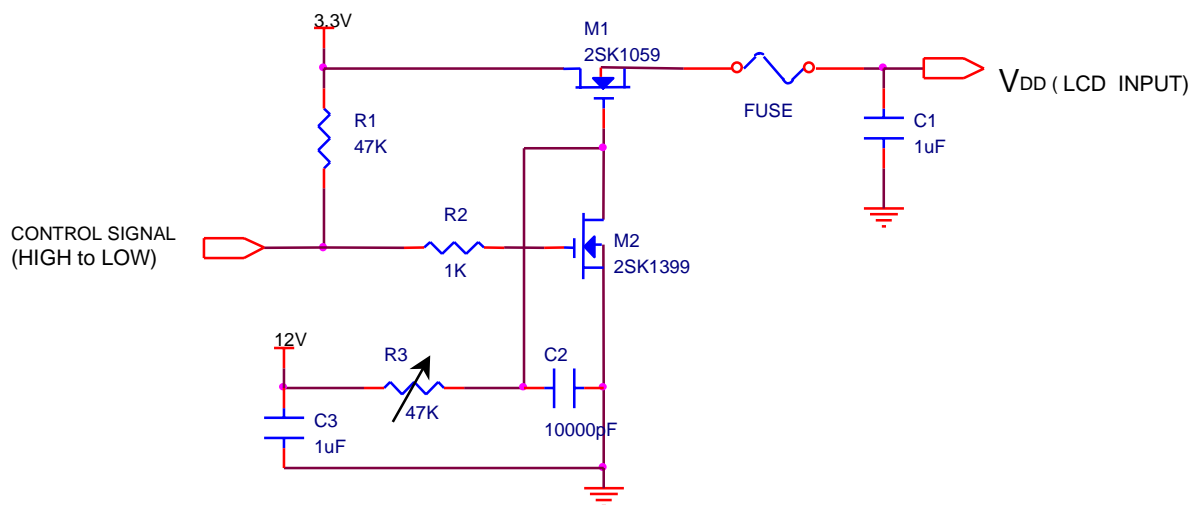 3.3V
M1
2SK1059
VDD ( LCD INPUT)
FUSE
R1
47K
C1
1uF
R2
CONTROL SIGNAL
(HIGH to LOW)
M2
2SK1399
1K
12V
R3
C2
47K
10000pF
C3
1uF